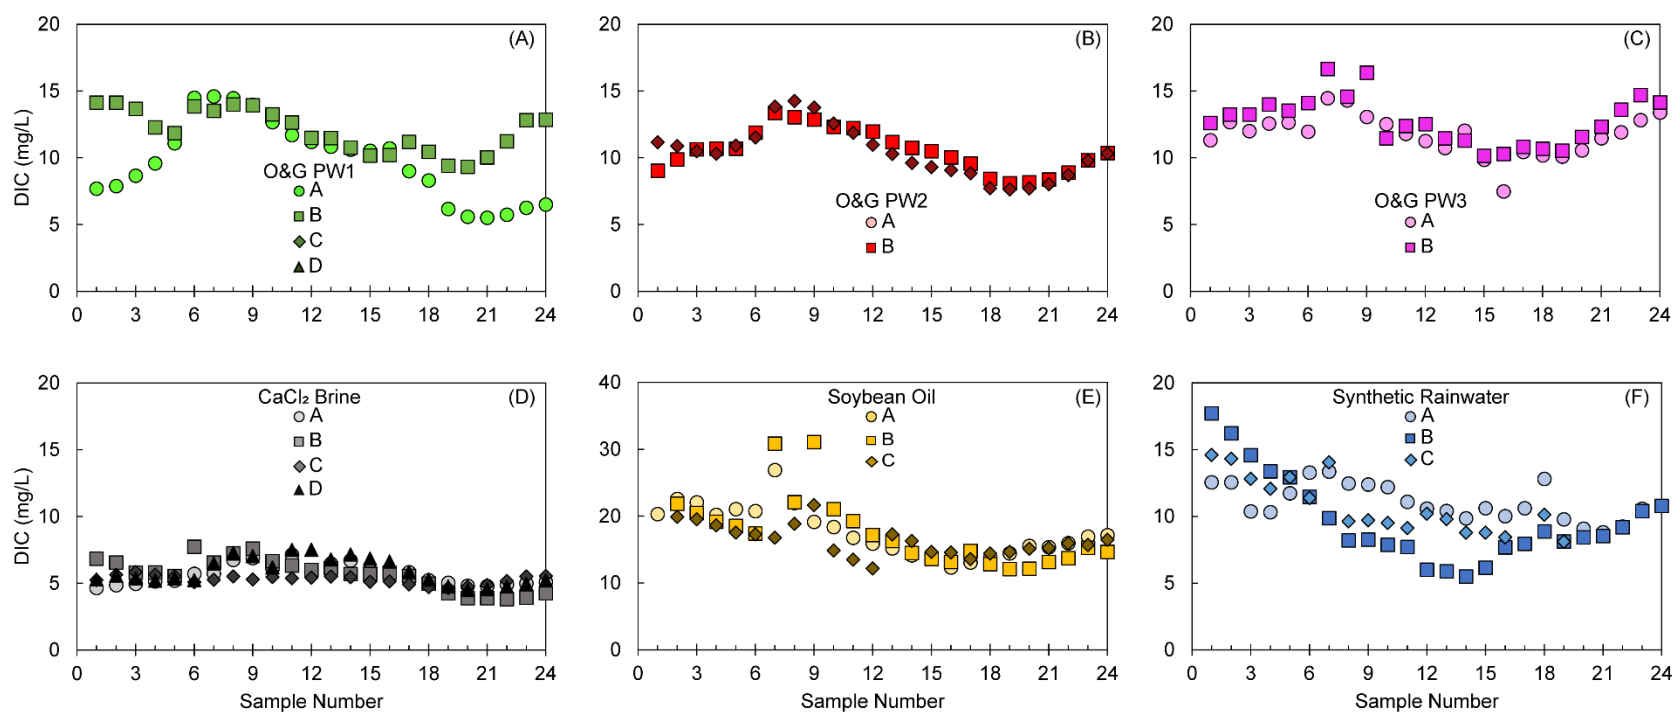 DIC (mg/L)
20
15
10
5
0
0 3 6 9 12 15 18 21 24
(A)
O&G PW1
A
B
C
D
20
15
10
5
0
0 3 6 9 12 15 18 21 24
(B)
O&G PW2
A
B
20
15
10
5
0
0 3 6 9 12 15 18 21 24
(C)
O&G PW3
A
B
DIC (mg/L)
20
15
10
5
0
0 3 6 9 12 15 18 21 24
Sample Number
CaCl₂ Brine
(D)
A
B
C
D
40
30
20
10
0
0 3 6 9 12 15 18 21 24
Sample Number
Soybean Oil
(E)
A
B
C
20
15
10
5
0
0 3 6 9 12 15 18 21 24
Sample Number
Synthetic Rainwater
(F)
A
B
C